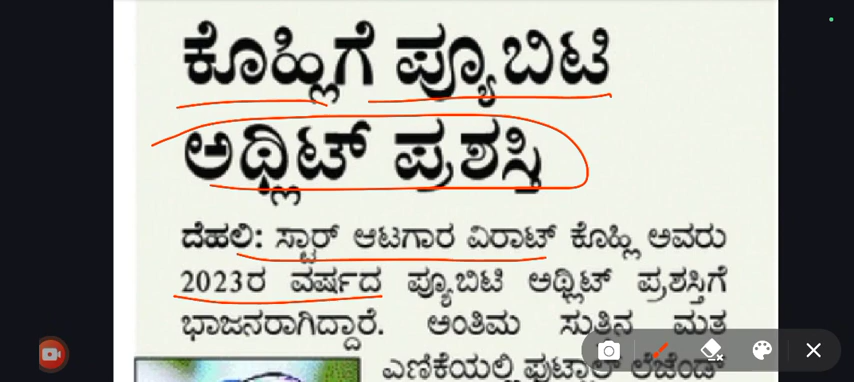 ಕೊಹ್ಲಿಗೆ ಪ್ಯೂಬಿಟಿ
ಅಥ್ಲಿಟ್ ಪ್ರಶಸ್ತಿ
ದೆಹಲಿ: ಸ್ಟಾರ್ ಆಟಗಾರ ವಿರಾಟ್ ಕೊಹ್ಲಿ ಅವರು
2023ರ ವರ್ಷದ ಪ್ಯೂಬಿಟಿ ಅಥ್ಲಿಟ್ ಪ್ರಶಸ್ತಿಗೆ
ಭಾಜನರಾಗಿದ್ದಾರೆ. ಅಂತಿಮ ಸುತ್ತಿನ ಮತ
ಎಣಿಕೆಯಲ್ಲಿ ಫುಟ್ಬಾಲ್ ಲೆಜೆಂಡ್